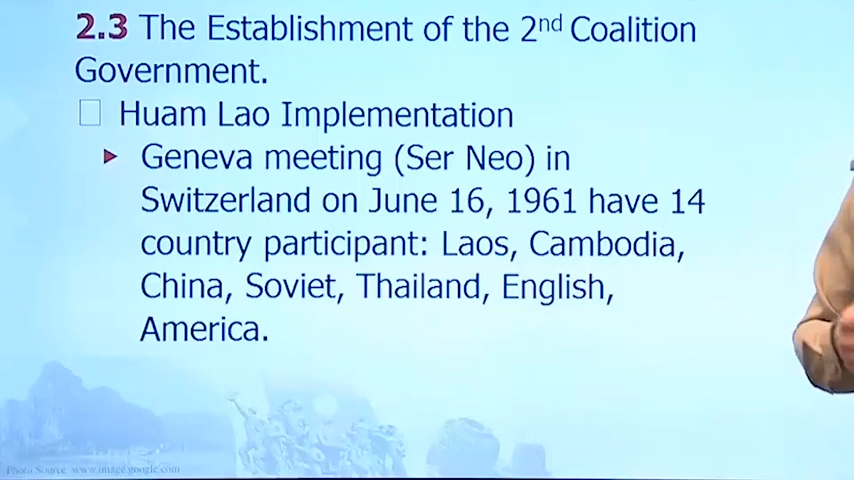 2.3 The Establishment of the 2nd Coalition
Government.
Huam Lao Implementation
Geneva meeting (Ser Neo) in
Switzerland on June 16, 1961 have 14
country participant: Laos, Cambodia,
China, Soviet, Thailand, English,
America.
Photo Source: www.image.google.com